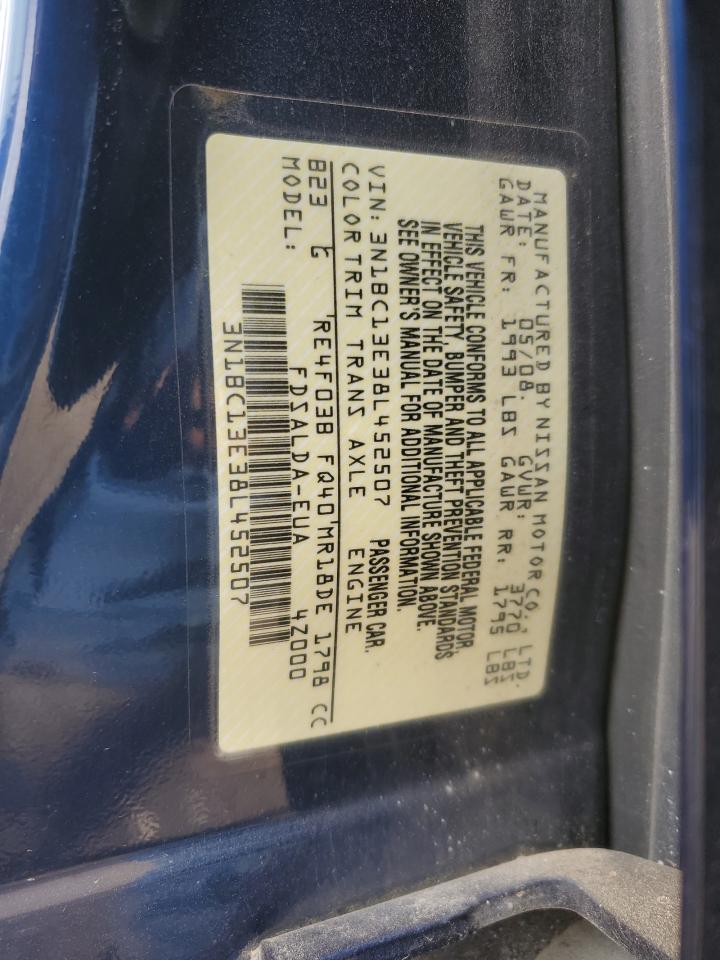 MANUFACTURED BY NISSAN MOTOR CO., LTD.
DATE: 05/08. GVWR: 3770 LBS
GAWR FR: 1993 LBS GAWR RR: 1795 LBS
THIS VEHICLE CONFORMS TO ALL APPLICABLE FEDERAL MOTOR
VEHICLE SAFETY, BUMPER AND THEFT PREVENTION STANDARDS
IN EFFECT ON THE DATE OF MANUFACTURE SHOWN ABOVE.
SEE OWNER'S MANUAL FOR ADDITIONAL INFORMATION.
VIN: 3N1BC13E38L452507 PASSENGER CAR.
COLOR TRIM TRANS AXLE ENGINE
B23 G 'RE4F03B FQ40'MR18DE 1798 CC
MODEL: FDSALDA-EUA 4Z000
3N1BC13E38L452507